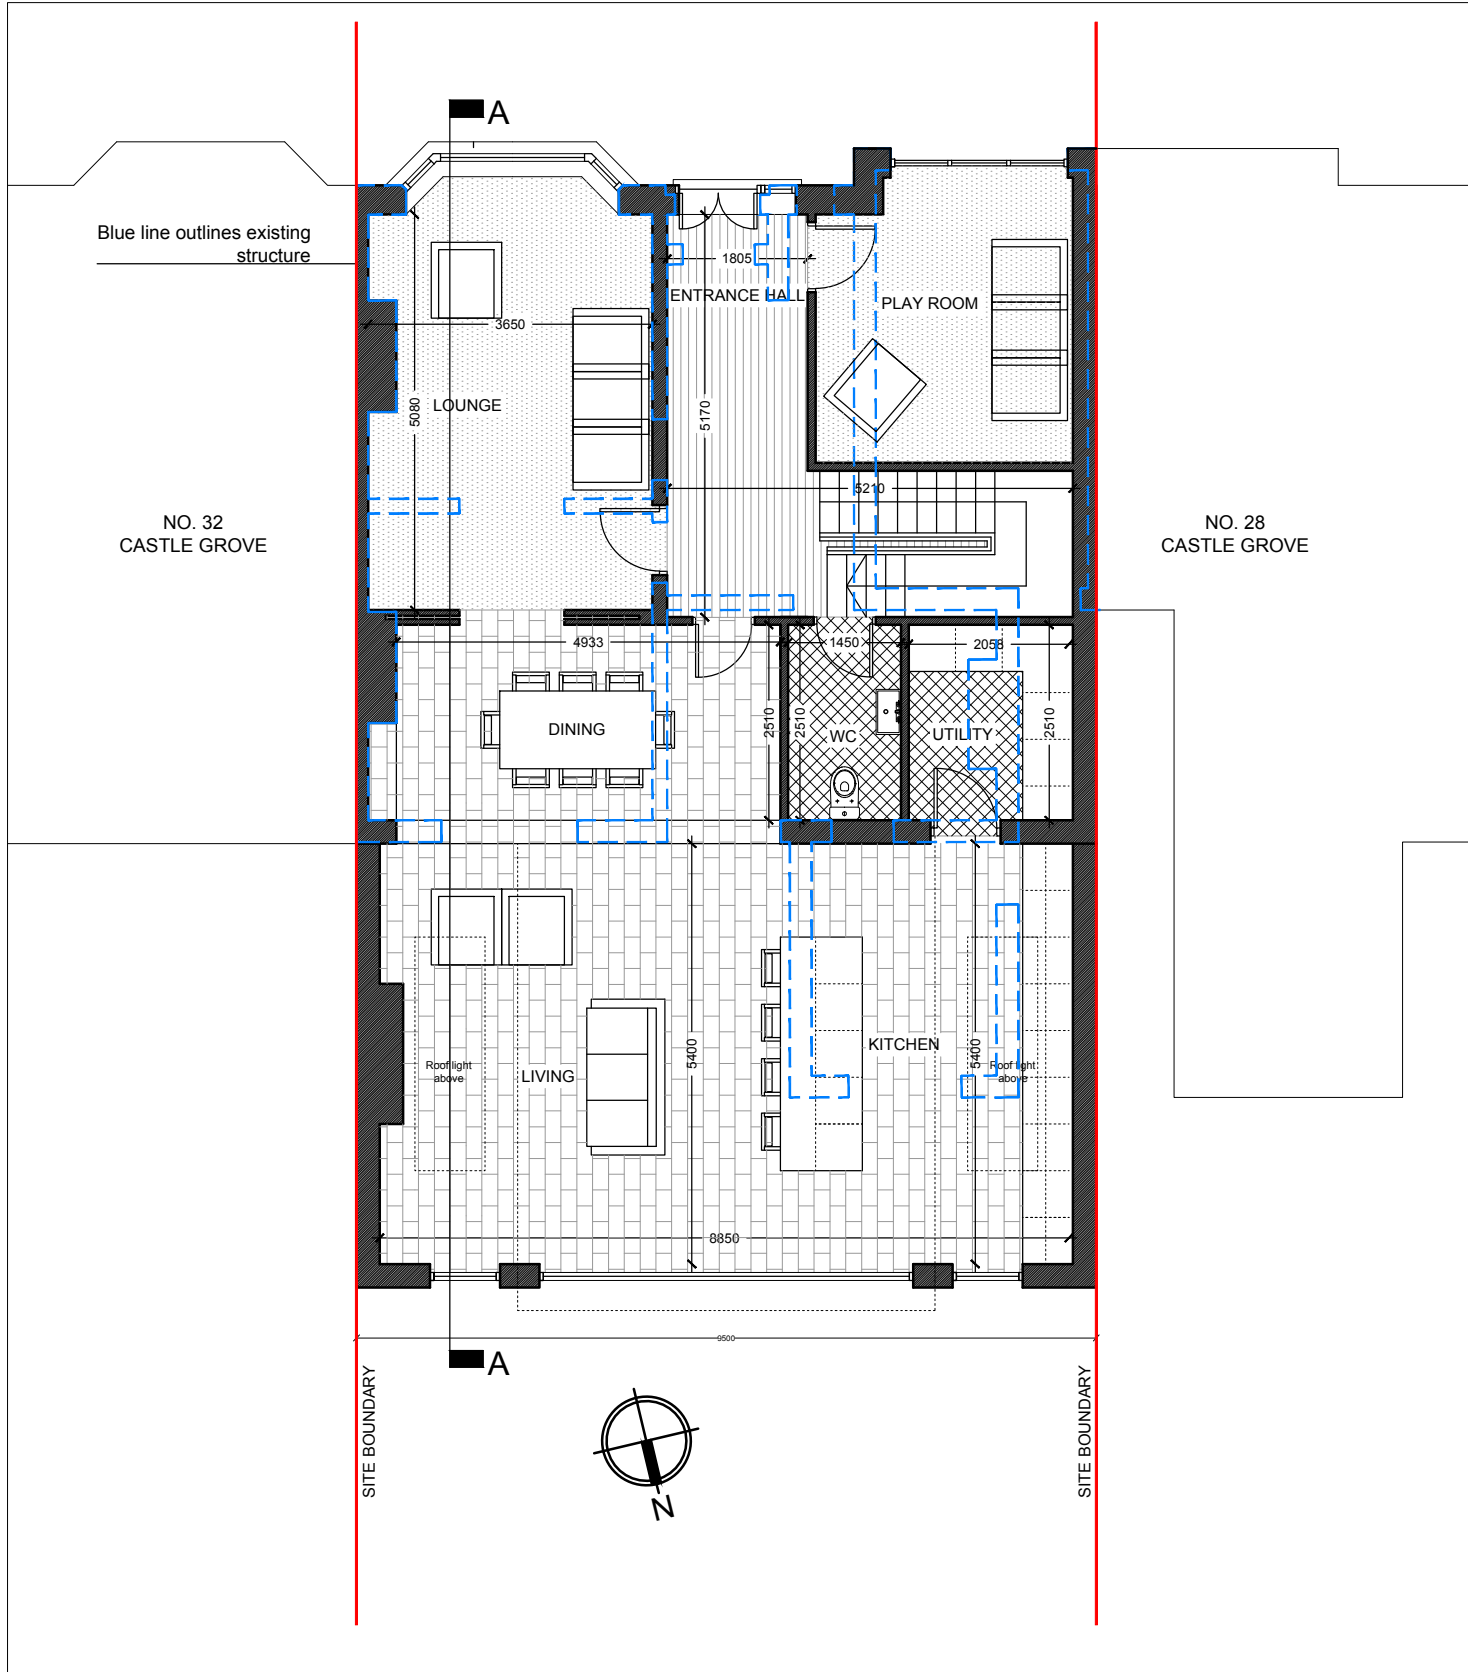 A
Blue line outlines existing
structure
1805
ENTRANCE HALL
PLAY ROOM
3650
LOUNGE
5080
5170
5210
NO. 32
CASTLE GROVE
NO. 28
CASTLE GROVE
4933
1450
2058
DINING
2510
2510
WC
UTILITY
2510
Roof light
above
LIVING
5400
KITCHEN
5400
Roof light
above
8850
9500
A
SITE BOUNDARY
SITE BOUNDARY
N